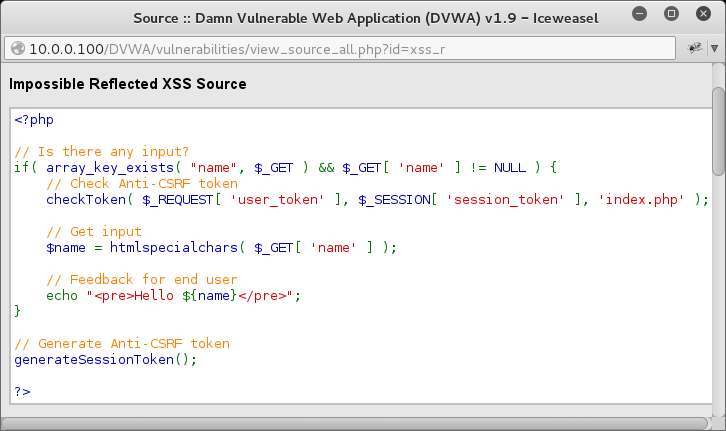 Source :: Damn Vulnerable Web Application (DVWA) v1.9 – Iceweasel
10.0.0.100/DVWA/vulnerabilities/view_source_all.php?id=xss_r
Impossible Reflected XSS Source
<?php
// Is there any input?
if( array_key_exists( "name", $_GET ) && $_GET[ 'name' ] != NULL ) {
    // Check Anti-CSRF token
    checkToken( $_REQUEST[ 'user_token' ], $_SESSION[ 'session_token' ], 'index.php' );
    // Get input
    $name = htmlspecialchars( $_GET[ 'name' ] );
    // Feedback for end user
    echo "<pre>Hello ${name}</pre>";
}
// Generate Anti-CSRF token
generateSessionToken();
?>